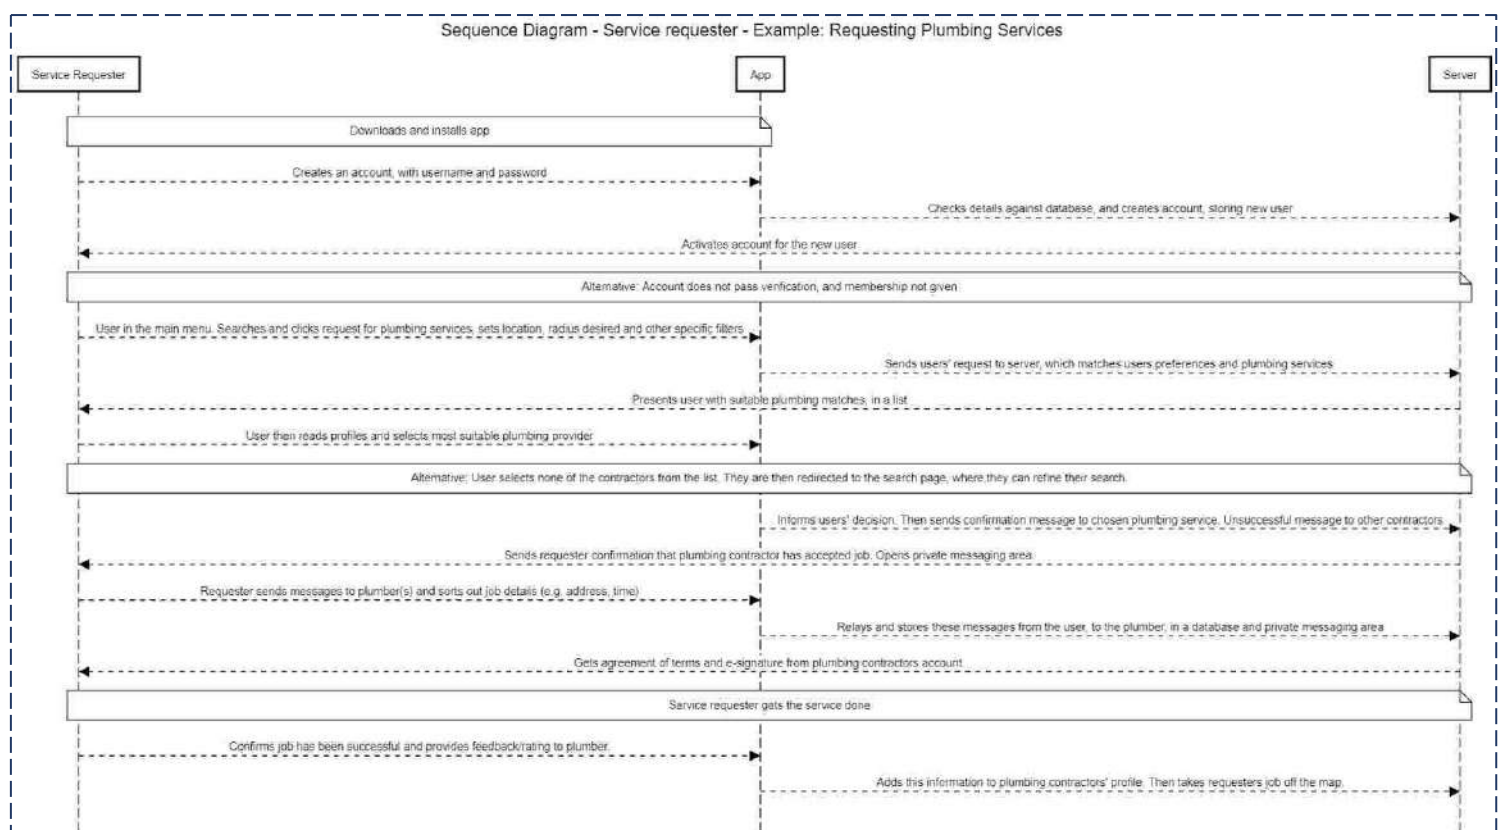 Sequence Diagram - Service requester - Example: Requesting Plumbing Services
Service Requester
App
Server
Downloads and installs app
Creates an account, with username and password
Checks details against database, and creates account, storing new user
Activates account for the new user
Alternative: Account does not pass verification, and membership not given
User in the main menu. Searches and clicks request for plumbing services, sets location, radius desired and other specific filters
Sends users' request to server, which matches users preferences and plumbing services
Presents user with suitable plumbing matches, in a list
User then reads profiles and selects most suitable plumbing provider
Alternative: User selects none of the contractors from the list. They are then redirected to the search page, where they can refine their search.
Informs users' decision. Then sends confirmation message to chosen plumbing service. Unsuccessful message to other contractors
Sends requester confirmation that plumbing contractor has accepted job. Opens private messaging area
Requester sends messages to plumber(s) and sorts out job details (e.g. address, time)
Relays and stores these messages from the user, to the plumber, in a database and private messaging area
Gets agreement of terms and e-signature from plumbing contractors account
Service requester gets the service done
Confirms job has been successful and provides feedback/rating to plumber.
Adds this information to plumbing contractors' profile. Then takes requesters job off the map.